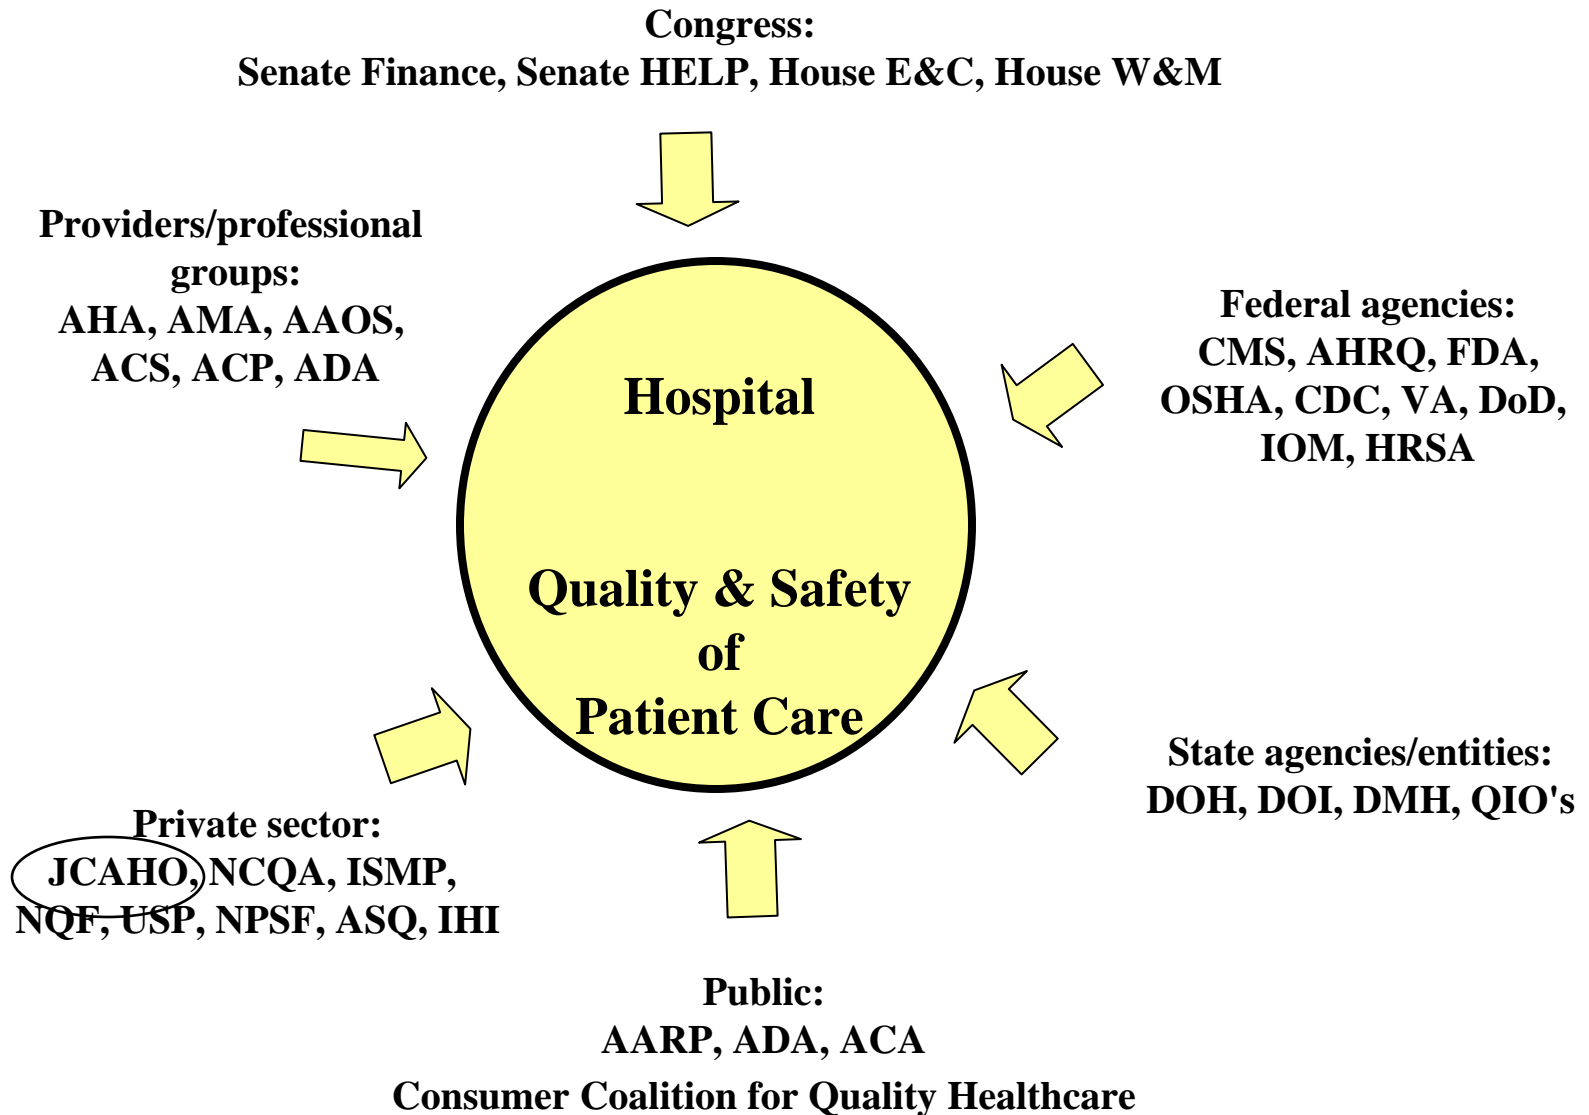 Congress:
Senate Finance, Senate HELP, House E&C, House W&M
Providers/professional
groups:
AHA, AMA, AAOS,
ACS, ACP, ADA
Federal agencies:
CMS, AHRQ, FDA,
OSHA, CDC, VA, DoD,
IOM, HRSA
Hospital
Quality & Safety
of
Patient Care
State agencies/entities:
DOH, DOI, DMH, QIO's
Private sector:
JCAHO, NCQA, ISMP,
NQF, USP, NPSF, ASQ, IHI
Public:
AARP, ADA, ACA
Consumer Coalition for Quality Healthcare